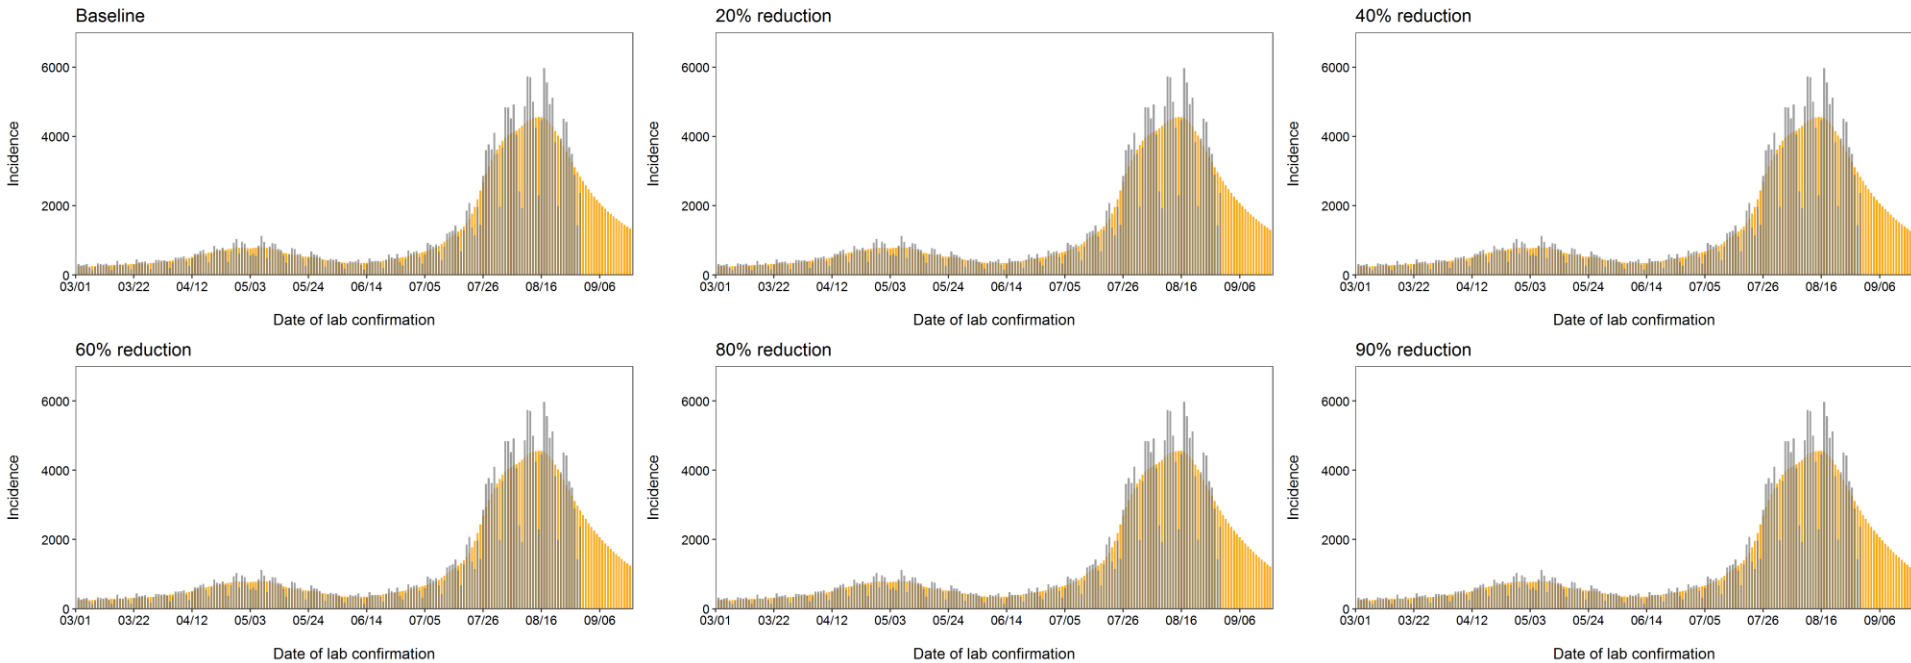 Baseline
6000
4000
2000
0
Incidence
03/01 03/22 04/12 05/03 05/24 06/14 07/05 07/26 08/16 09/06
Date of lab confirmation
20% reduction
6000
4000
2000
0
Incidence
03/01 03/22 04/12 05/03 05/24 06/14 07/05 07/26 08/16 09/06
Date of lab confirmation
40% reduction
6000
4000
2000
0
Incidence
03/01 03/22 04/12 05/03 05/24 06/14 07/05 07/26 08/16 09/06
Date of lab confirmation
60% reduction
6000
4000
2000
0
Incidence
03/01 03/22 04/12 05/03 05/24 06/14 07/05 07/26 08/16 09/06
Date of lab confirmation
80% reduction
6000
4000
2000
0
Incidence
03/01 03/22 04/12 05/03 05/24 06/14 07/05 07/26 08/16 09/06
Date of lab confirmation
90% reduction
6000
4000
2000
0
Incidence
03/01 03/22 04/12 05/03 05/24 06/14 07/05 07/26 08/16 09/06
Date of lab confirmation